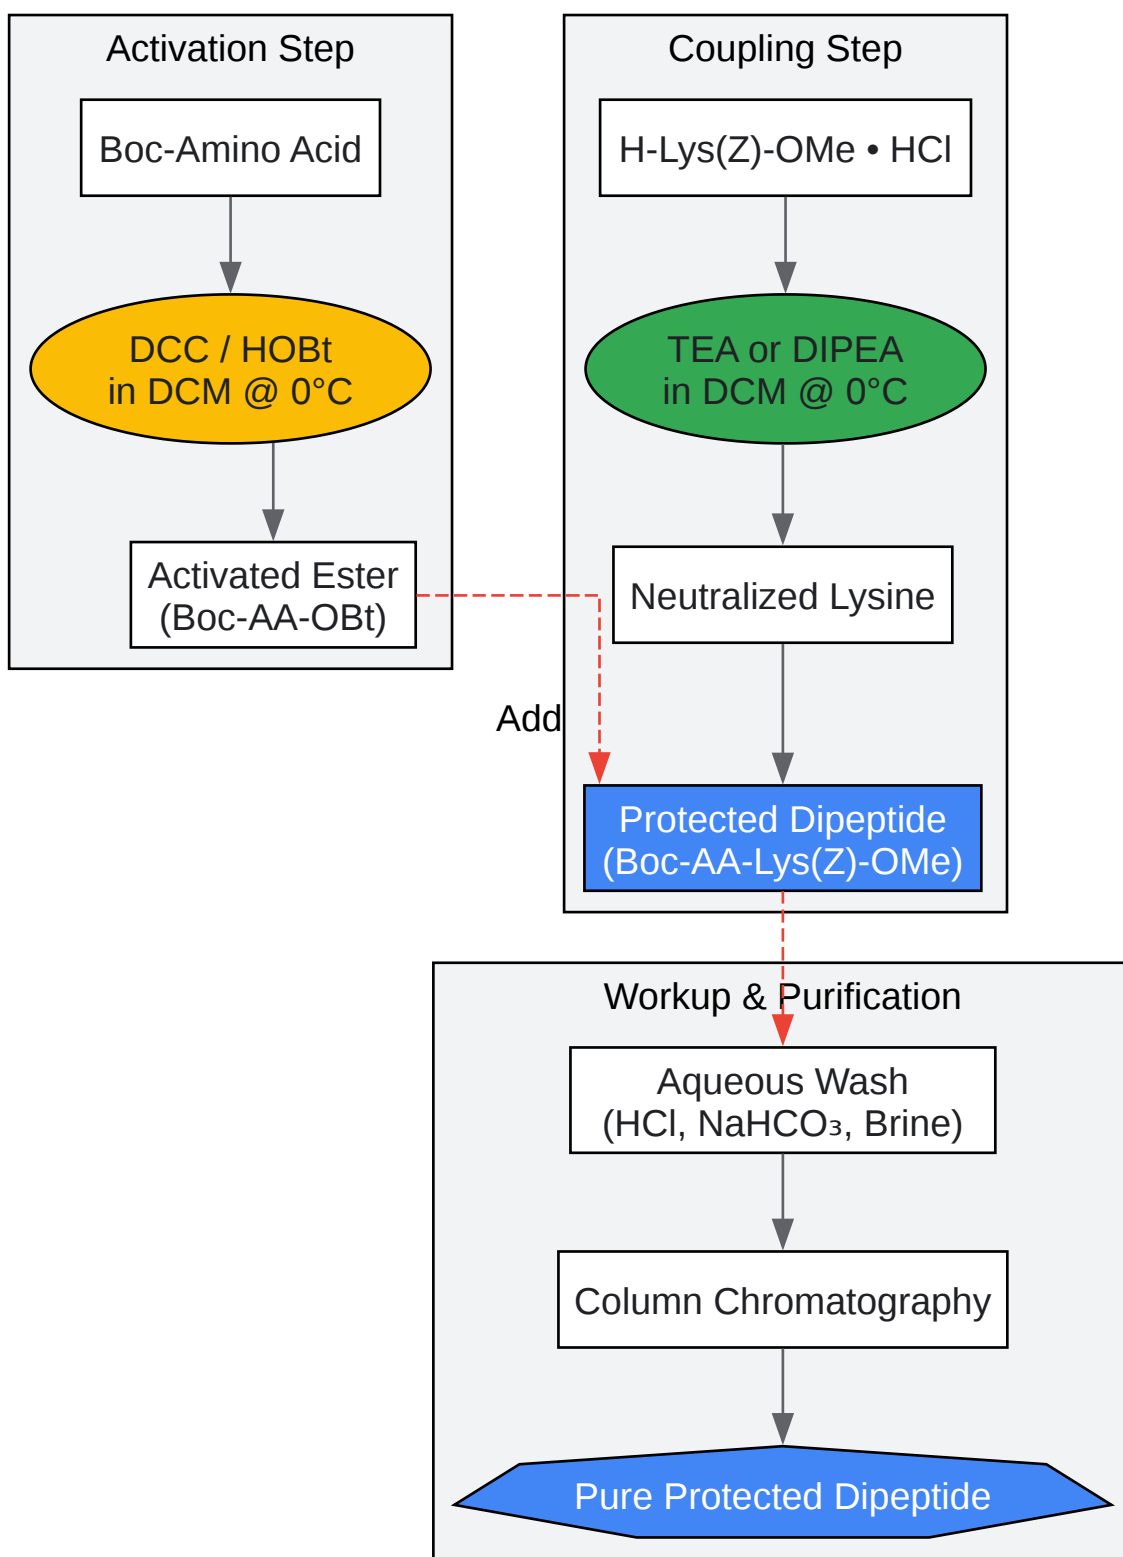 Activation Step
Boc-Amino Acid
DCC / HOBt
in DCM @ 0°C
Activated Ester
(Boc-AA-OBt)
Add
Coupling Step
H-Lys(Z)-OMe • HCl
TEA or DIPEA
in DCM @ 0°C
Neutralized Lysine
Protected Dipeptide
(Boc-AA-Lys(Z)-OMe)
Workup & Purification
Aqueous Wash
(HCl, NaHCO₃, Brine)
Column Chromatography
Pure Protected Dipeptide